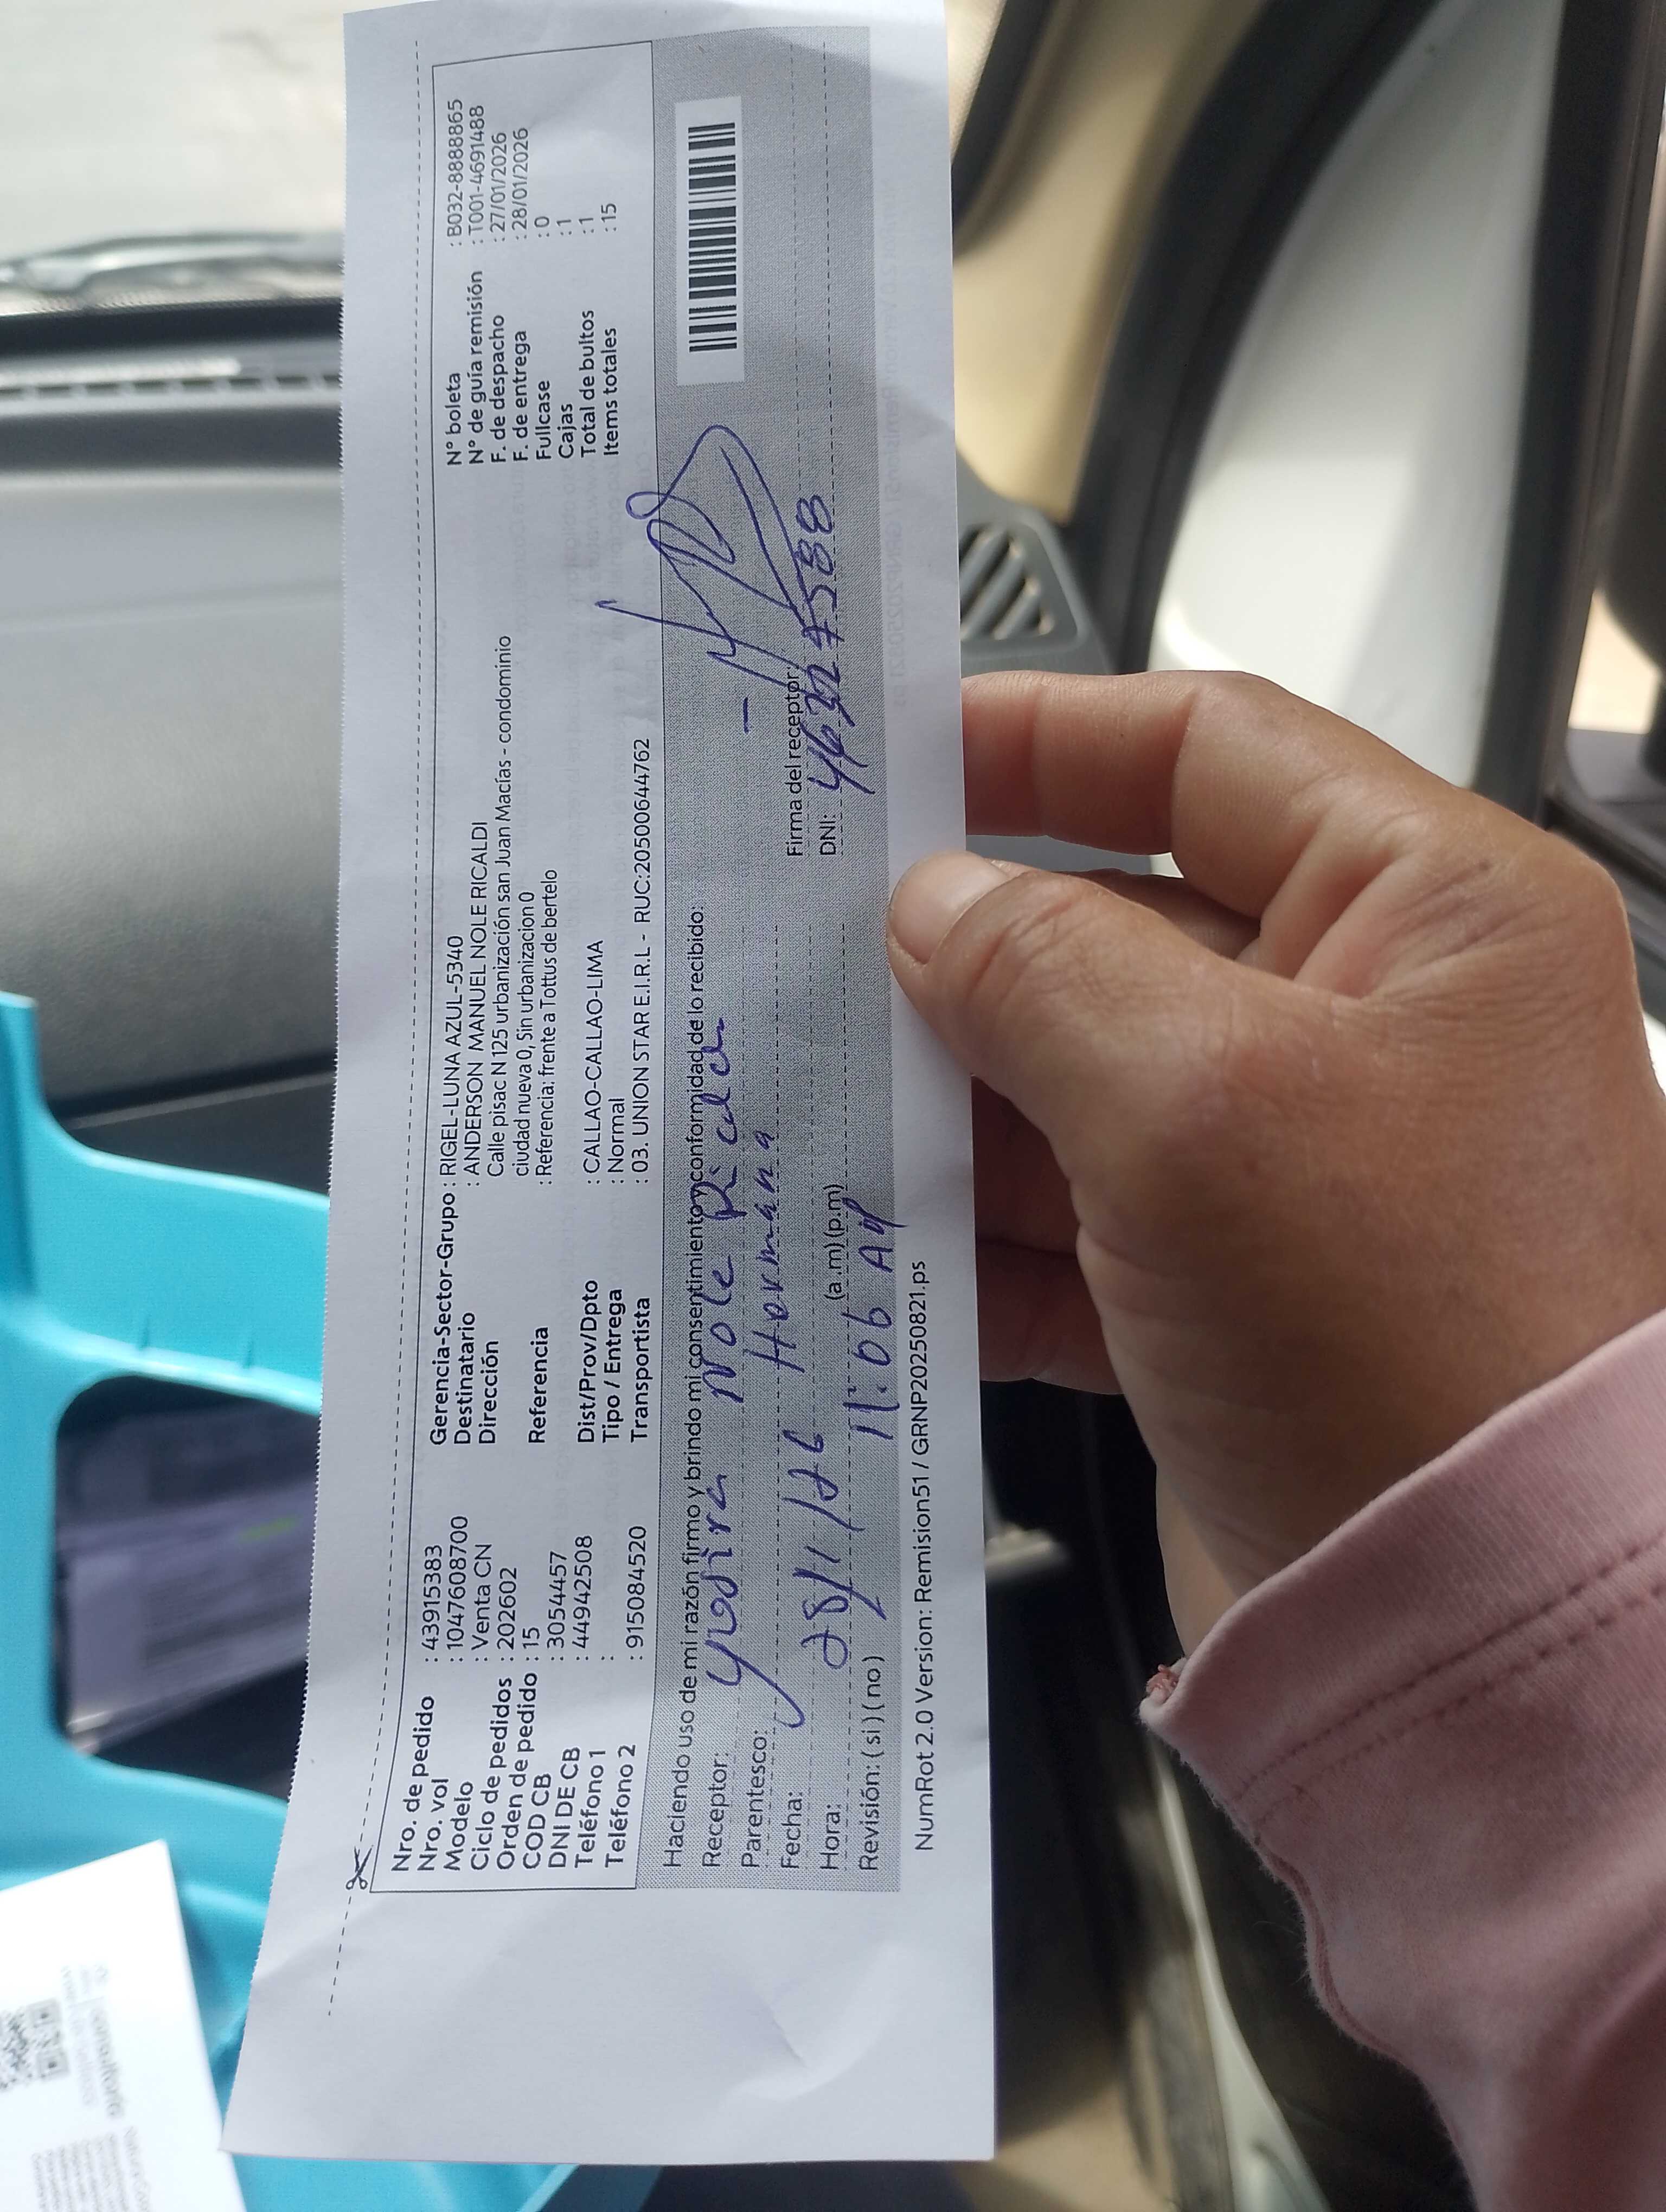 Nro. de pedido : 43915383
Nro. vol : 1047608700
Modelo : Venta CN
Ciclo de pedidos : 202602
Orden de pedido : 15
COD CB : 3054457
DNI DE CB : 44942508
Teléfono 1 :
Teléfono 2 : 915084520
Gerencia-Sector-Grupo : RIGEL-LUNA AZUL-5340
Destinatario : ANDERSON MANUEL NOLE RICALDI
Dirección Calle pisac N 125 urbanización san Juan Macías - condominio
ciudad nueva 0, Sin urbanizacion 0
Referencia : Referencia: frente a Tottus de bertelo
Dist/Prov/Dpto : CALLAO-CALLAO-LIMA
Tipo / Entrega : Normal
Transportista : 03. UNION STAR E.I.R.L - RUC:20500644762
N° boleta : B032-8888865
N° de guía remisión : T001-4691488
F. de despacho : 27/01/2026
F. de entrega : 28/01/2026
Fullcase : 0
Cajas : 1
Total de bultos : 1
Items totales : 15
Haciendo uso de mi razón firmo y brindo mi consentimiento y conformidad de lo recibido:
Receptor: Yudira Nole
Parentesco: Hermana
Fecha: 28/1/26
Hora: 11:06 AM (a.m) (p.m)
Revisión: ( si ) ( no )
Firma del receptor:
DNI:
NumRot 2.0 Version: Remision51 / GRNP20250821.ps